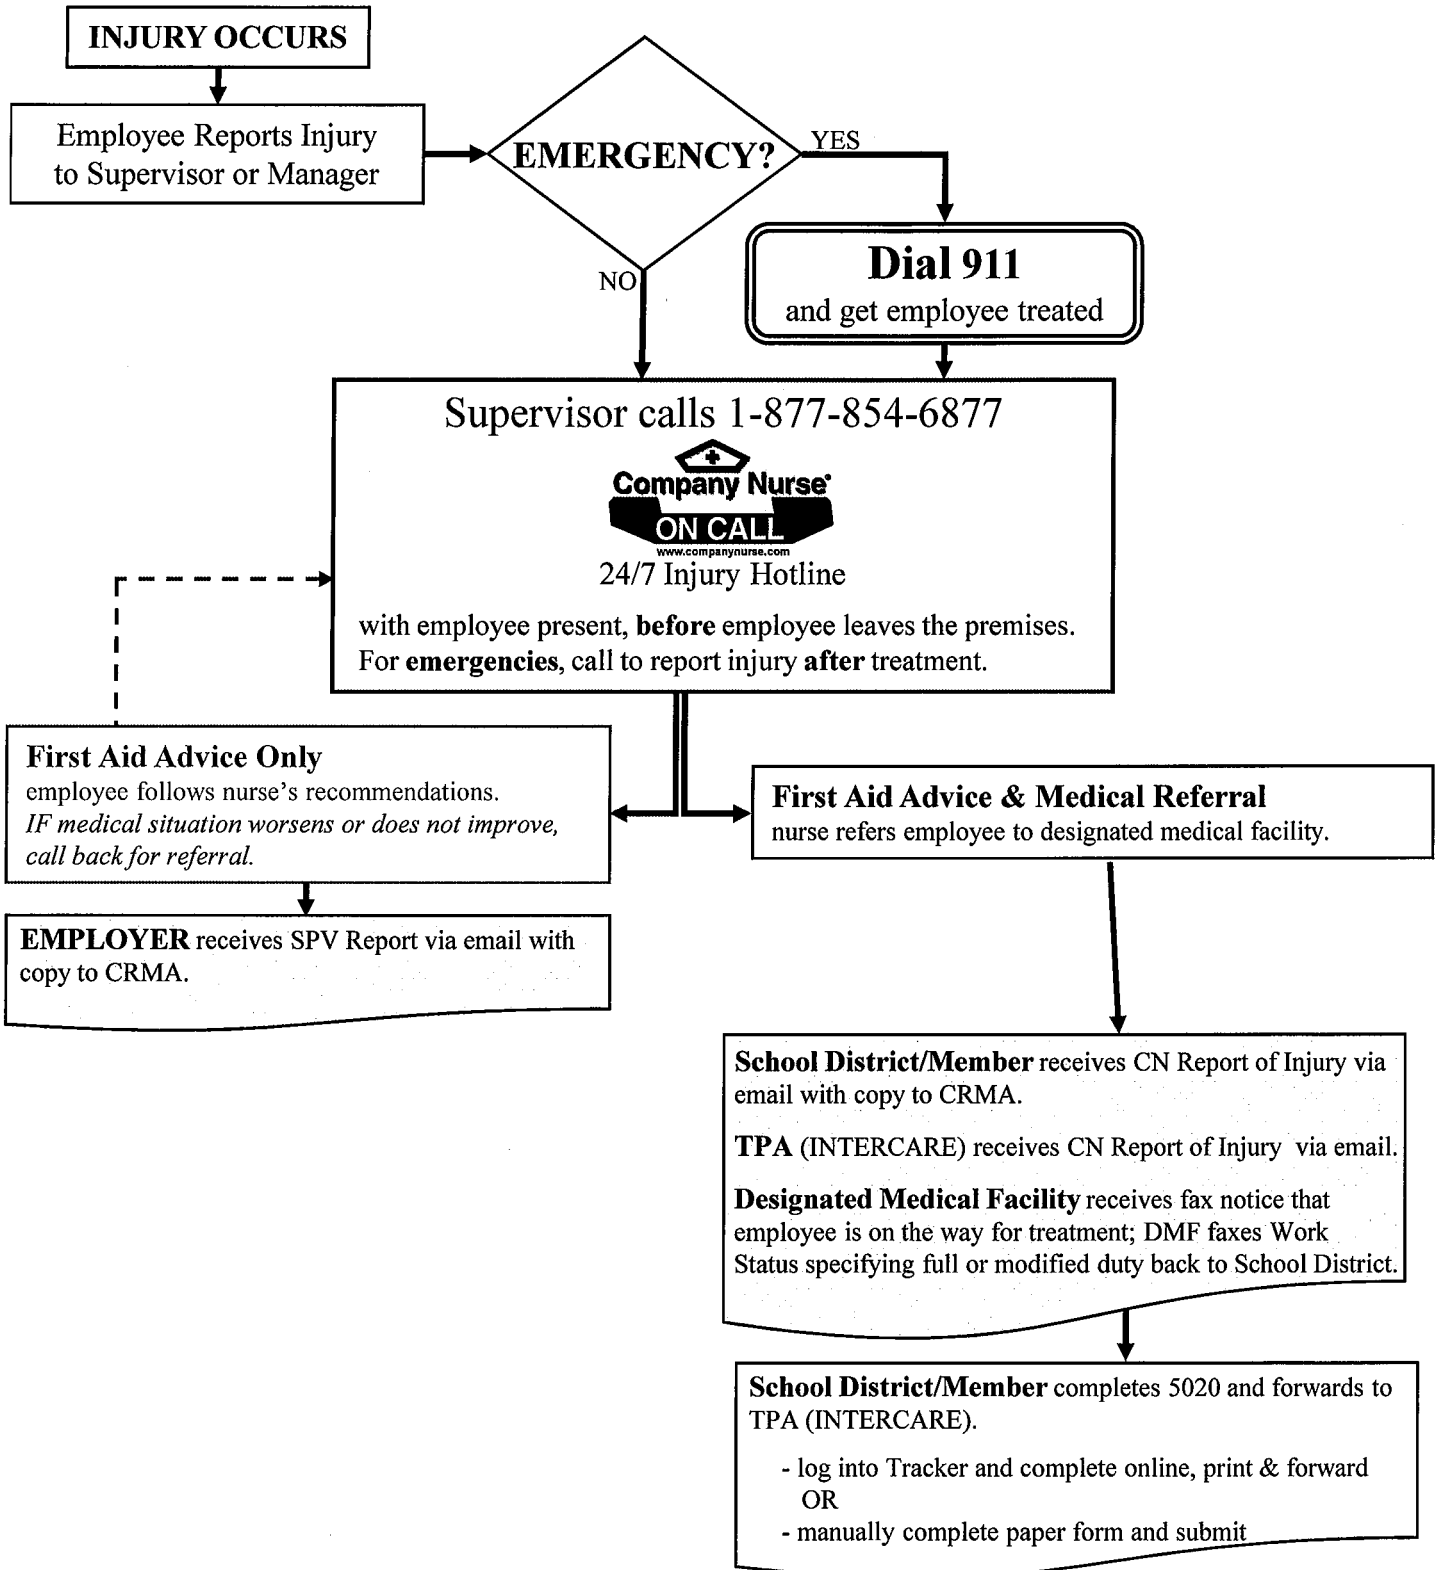 INJURY OCCURS
Employee Reports Injury
to Supervisor or Manager
EMERGENCY?
YES
NO
Dial 911
and get employee treated
Supervisor calls 1-877-854-6877
Company Nurse
ON CALL
www.companynurse.com
24/7 Injury Hotline
with employee present, before employee leaves the premises.
For emergencies, call to report injury after treatment.
First Aid Advice Only
employee follows nurse's recommendations.
IF medical situation worsens or does not improve,
call back for referral.
First Aid Advice & Medical Referral
nurse refers employee to designated medical facility.
EMPLOYER receives SPV Report via email with
copy to CRMA.
School District/Member receives CN Report of Injury via
email with copy to CRMA.
TPA (INTERCARE) receives CN Report of Injury via email.
Designated Medical Facility receives fax notice that
employee is on the way for treatment; DMF faxes Work
Status specifying full or modified duty back to School District.
School District/Member completes 5020 and forwards to
TPA (INTERCARE).
- log into Tracker and complete online, print & forward
OR
- manually complete paper form and submit